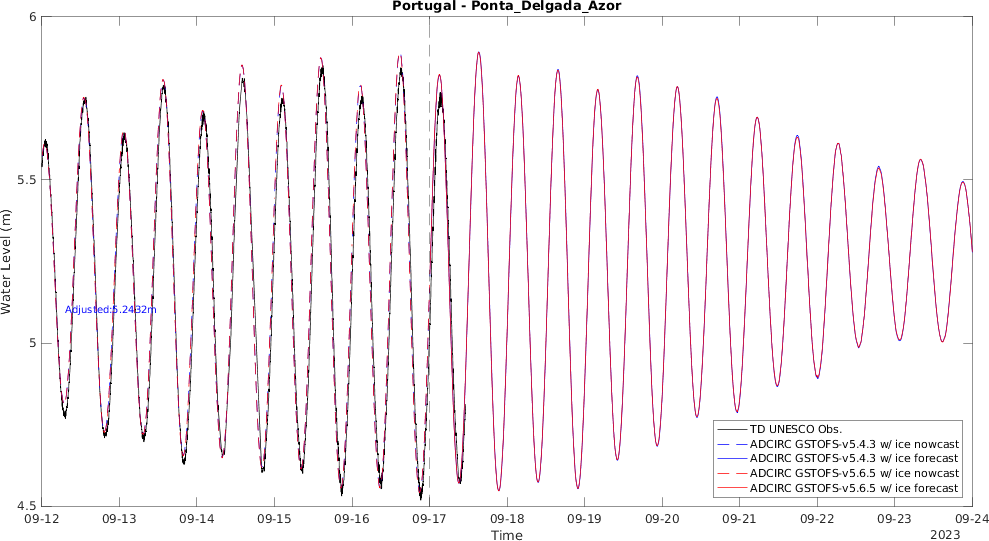 Portugal - Ponta_Delgada_Azor
6
5.5
5
4.5
Water Level (m)
Adjusted:5.2432m
TD UNESCO Obs.
ADCIRC GSTOFS-v5.4.3 w/ ice nowcast
ADCIRC GSTOFS-v5.4.3 w/ ice forecast
ADCIRC GSTOFS-v5.6.5 w/ ice nowcast
ADCIRC GSTOFS-v5.6.5 w/ ice forecast
09-12 09-13 09-14 09-15 09-16 09-17 09-18 09-19 09-20 09-21 09-22 09-23 09-24
Time
2023